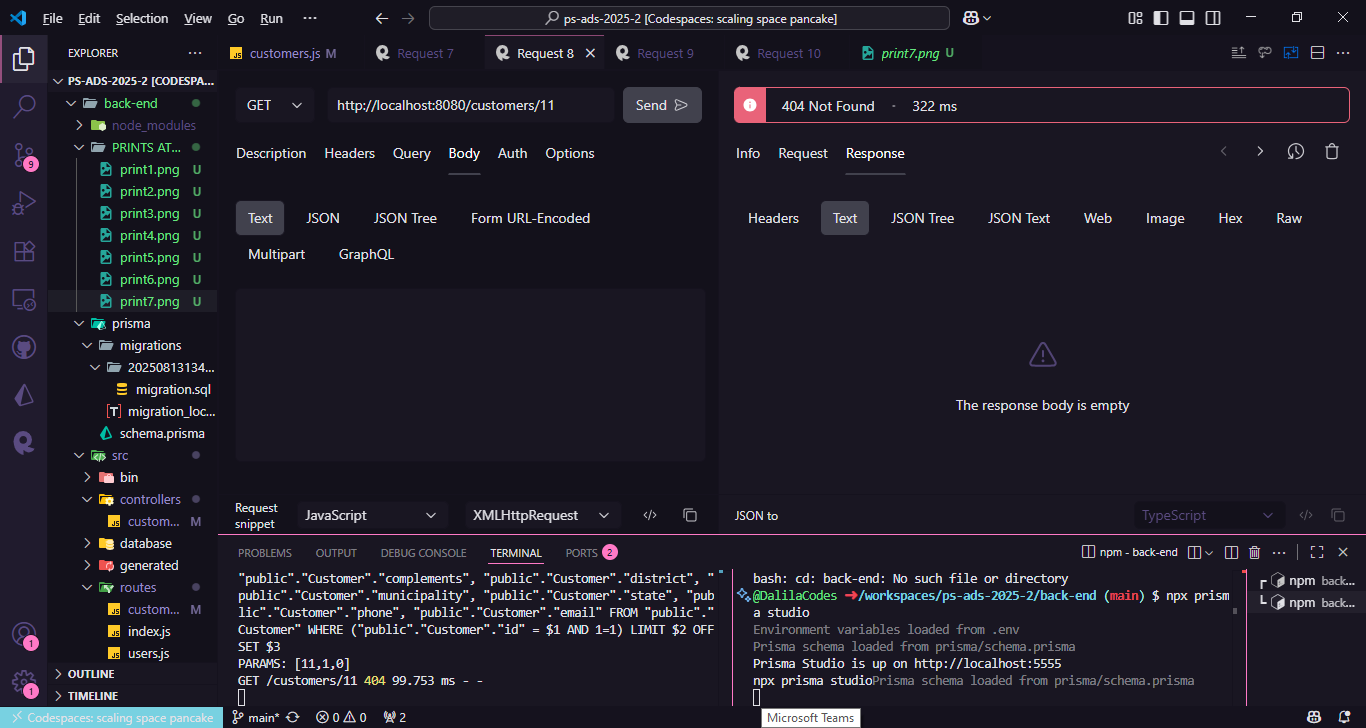 File Edit Selection View Go Run ··· ps-ads-2025-2 [Codespaces: scaling space pancake]
EXPLORER ···
customers.js M Request 7 Request 8 Request 9 Request 10 print7.png U
PS-ADS-2025-2 [CODESPA...
back-end
node_modules
PRINTS AT...
print1.png U
print2.png U
print3.png U
print4.png U
print5.png U
print6.png U
print7.png U
prisma
migrations
20250813134...
migration.sql
migration_loc...
schema.prisma
src
bin
controllers
custom... M
database
generated
routes
custom... M
index.js
users.js
OUTLINE
TIMELINE
9
1
1
GET http://localhost:8080/customers/11 Send
Description Headers Query Body Auth Options
Text JSON JSON Tree Form URL-Encoded
Multipart GraphQL
Request
snippet
JavaScript XMLHttpRequest
404 Not Found - 322 ms
Info Request Response
Headers Text JSON Tree JSON Text Web Image Hex Raw
The response body is empty
JSON to TypeScript
PROBLEMS OUTPUT DEBUG CONSOLE TERMINAL PORTS 2 npm - back-end
"public"."Customer"."complements", "public"."Customer"."district", "
public"."Customer"."municipality", "public"."Customer"."state", "pub
lic"."Customer"."phone", "public"."Customer"."email" FROM "public"."
Customer" WHERE ("public"."Customer"."id" = $1 AND 1=1) LIMIT $2 OFF
SET $3
PARAMS: [11,1,0]
GET /customers/11 404 99.753 ms - -
bash: cd: back-end: No such file or directory
@DalilaCodes ➜/workspaces/ps-ads-2025-2/back-end (main) $ npx prism
a studio
Environment variables loaded from .env
Prisma schema loaded from prisma/schema.prisma
Prisma Studio is up on http://localhost:5555
npx prisma studioPrisma schema loaded from prisma/schema.prisma
npm back...
npm back...
Codespaces: scaling space pancake main* 0 0 2
Microsoft Teams